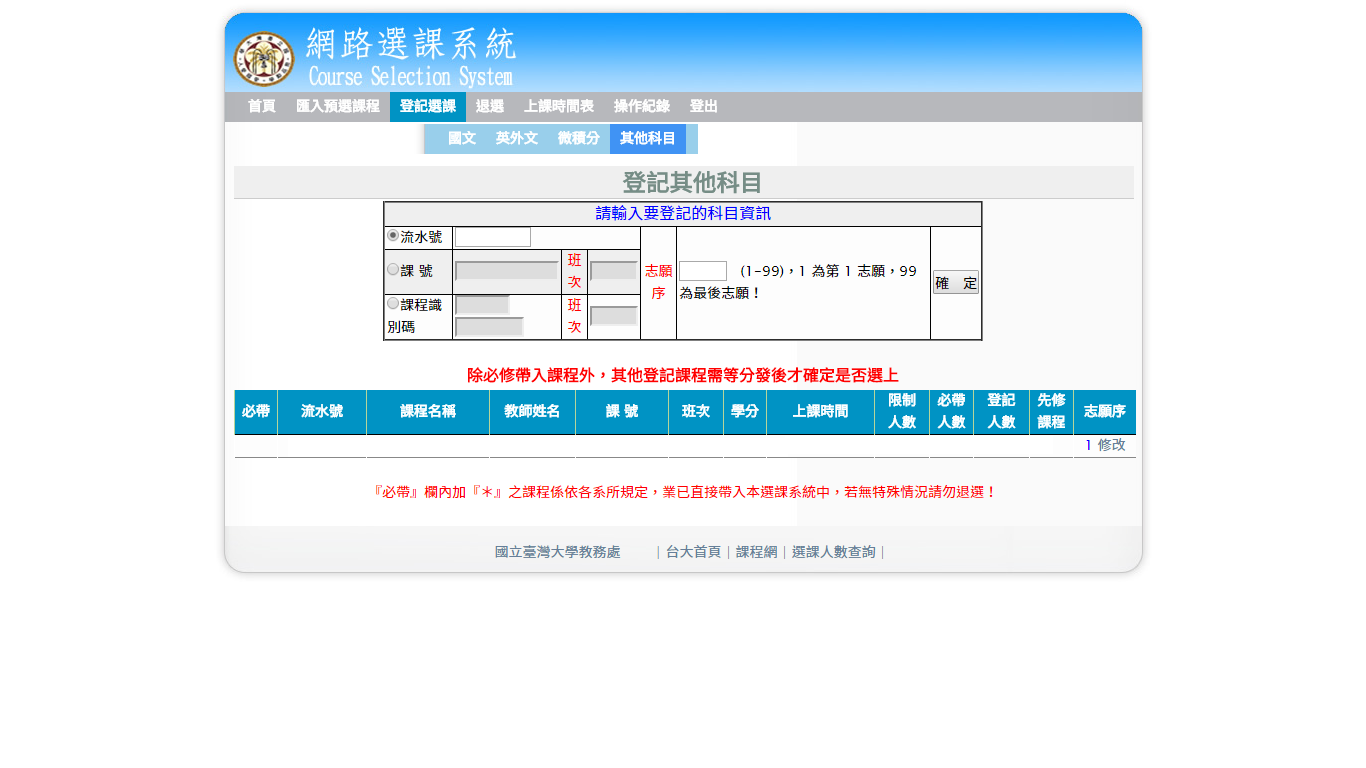 網路選課系統
Course Selection System
首頁 匯入預選課程 登記選課 退選 上課時間表 操作紀錄 登出
國文 英外文 微積分 其他科目
登記其他科目
請輸入要登記的科目資訊
流水號
課 號 班次
課程識別碼 班次
志願序
(1-99)，1 為第 1 志願，99
為最後志願！
確 定
除必修帶入課程外，其他登記課程需等分發後才確定是否選上
必帶 流水號 課程名稱 教師姓名 課 號 班次 學分 上課時間 限制人數 必帶人數 登記人數 先修課程 志願序
1 修改
『必帶』欄內加『＊』之課程係依各系所規定，業已直接帶入本選課系統中，若無特殊情況請勿退選！
國立臺灣大學教務處 | 台大首頁 | 課程網 | 選課人數查詢 |